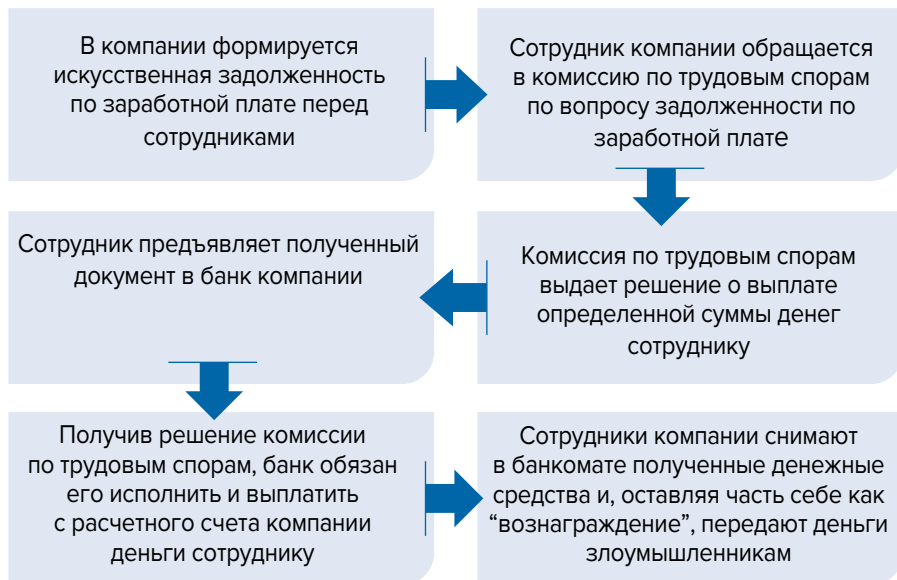 В компании формируется
искусственная задолженность
по заработной плате перед
сотрудниками
Сотрудник компании обращается
в комиссию по трудовым спорам
по вопросу задолженности по
заработной плате
Комиссия по трудовым спорам
выдает решение о выплате
определенной суммы денег
сотруднику
Сотрудник предъявляет полученный
документ в банк компании
Получив решение комиссии
по трудовым спорам, банк обязан
его исполнить и выплатить
с расчетного счета компании
деньги сотруднику
Сотрудники компании снимают
в банкомате полученные денежные
средства и, оставляя часть себе как
“вознаграждение”, передают деньги
злоумышленникам